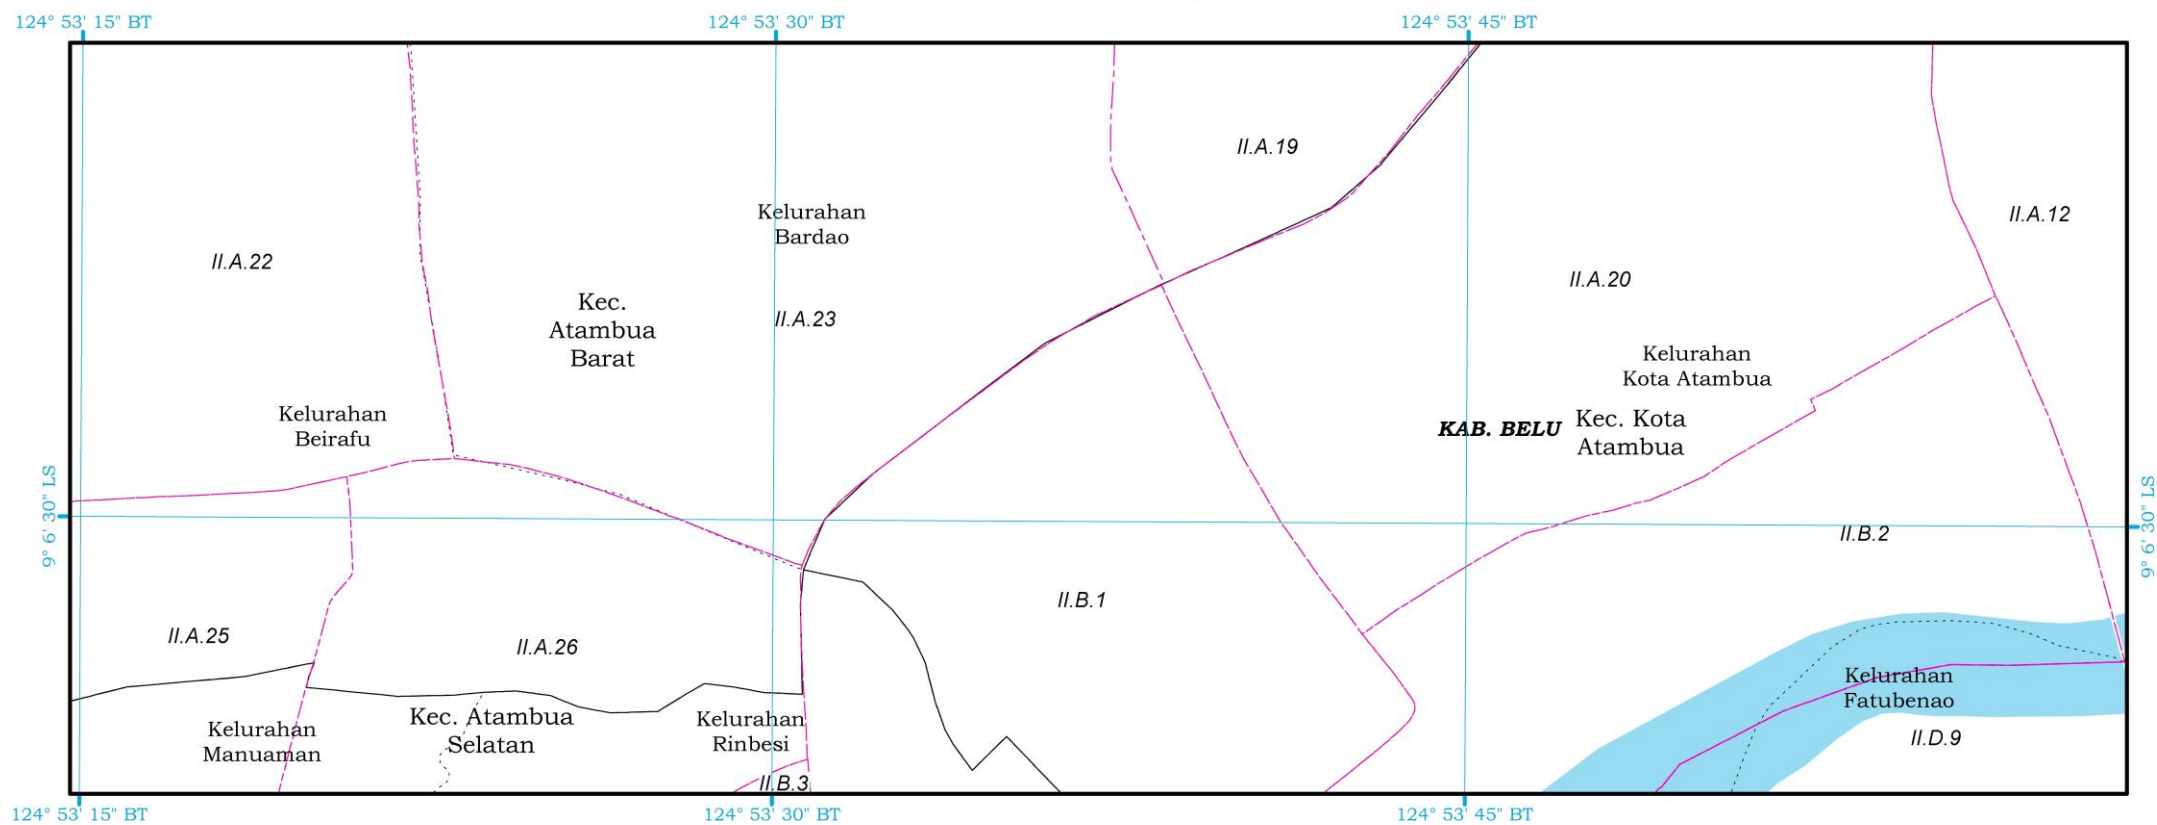 124° 53' 15" BT
124° 53' 30" BT
124° 53' 45" BT
II.A.19
Kelurahan
Bardao
II.A.12
II.A.22
II.A.20
Kec.
Atambua
Barat
II.A.23
Kelurahan
Kota Atambua
Kelurahan
Beirafu
KAB. BELU
Kec. Kota
Atambua
9° 6' 30" LS
9° 6' 30" LS
II.B.2
II.B.1
II.A.25
II.A.26
Kelurahan
Fatubenao
Kelurahan
Manuaman
Kec. Atambua
Selatan
Kelurahan
Rinbesi
II.D.9
II.B.3
124° 53' 15" BT
124° 53' 30" BT
124° 53' 45" BT